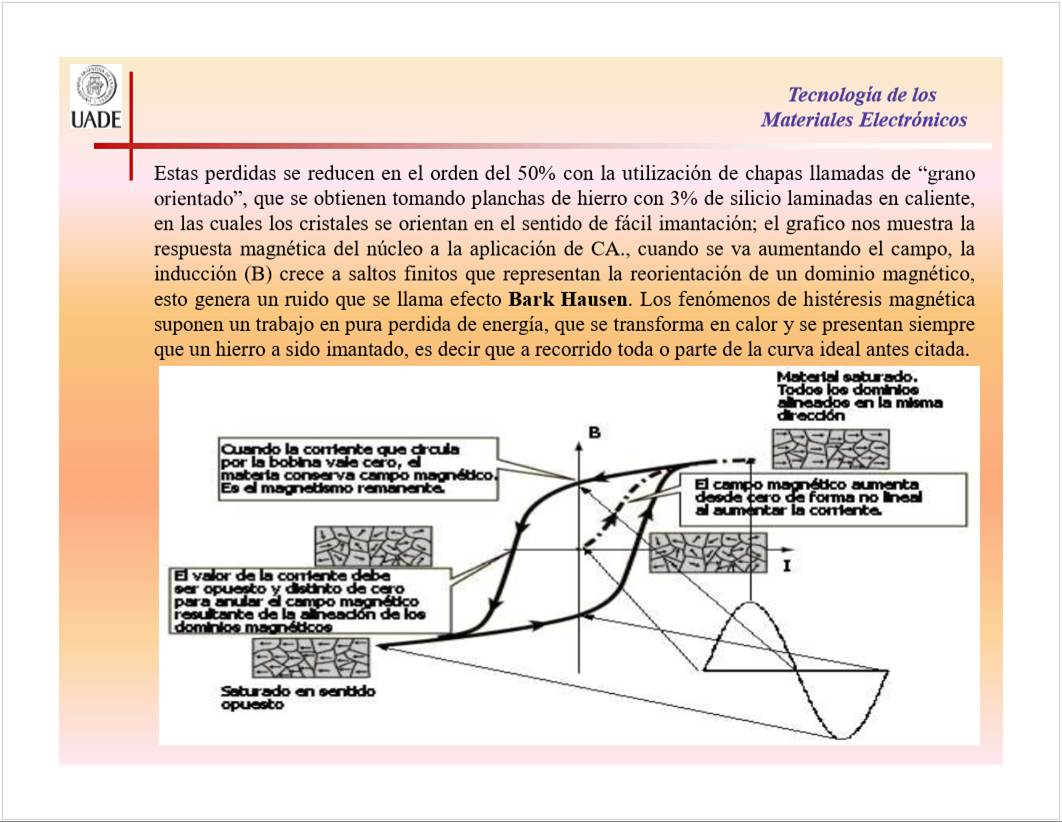 UADE
Tecnología de los
Materiales Electrónicos
Estas perdidas se reducen en el orden del 50% con la utilización de chapas llamadas de “grano
orientado”, que se obtienen tomando planchas de hierro con 3% de silicio laminadas en caliente,
en las cuales los cristales se orientan en el sentido de fácil imantación; el grafico nos muestra la
respuesta magnética del núcleo a la aplicación de CA., cuando se va aumentando el campo, la
inducción (B) crece a saltos finitos que representan la reorientación de un dominio magnético,
esto genera un ruido que se llama efecto Bark Hausen. Los fenómenos de histéresis magnética
suponen un trabajo en pura perdida de energía, que se transforma en calor y se presentan siempre
que un hierro a sido imantado, es decir que a recorrido toda o parte de la curva ideal antes citada.
Material saturado.
Todos los dominios
alineados en la misma
dirección
B
Cuando la corriente que circula
por la bobina vale cero, el
materia conserva campo magnético.
Es el magnetismo remanente.
El campo magnético aumenta
desde cero de forma no lineal
al aumentar la corriente.
I
El valor de la corriente debe
ser opuesto y distinto de cero
para anular el campo magnético
resultante de la alineación de los
dominios magnéticos
Saturado en sentido
opuesto